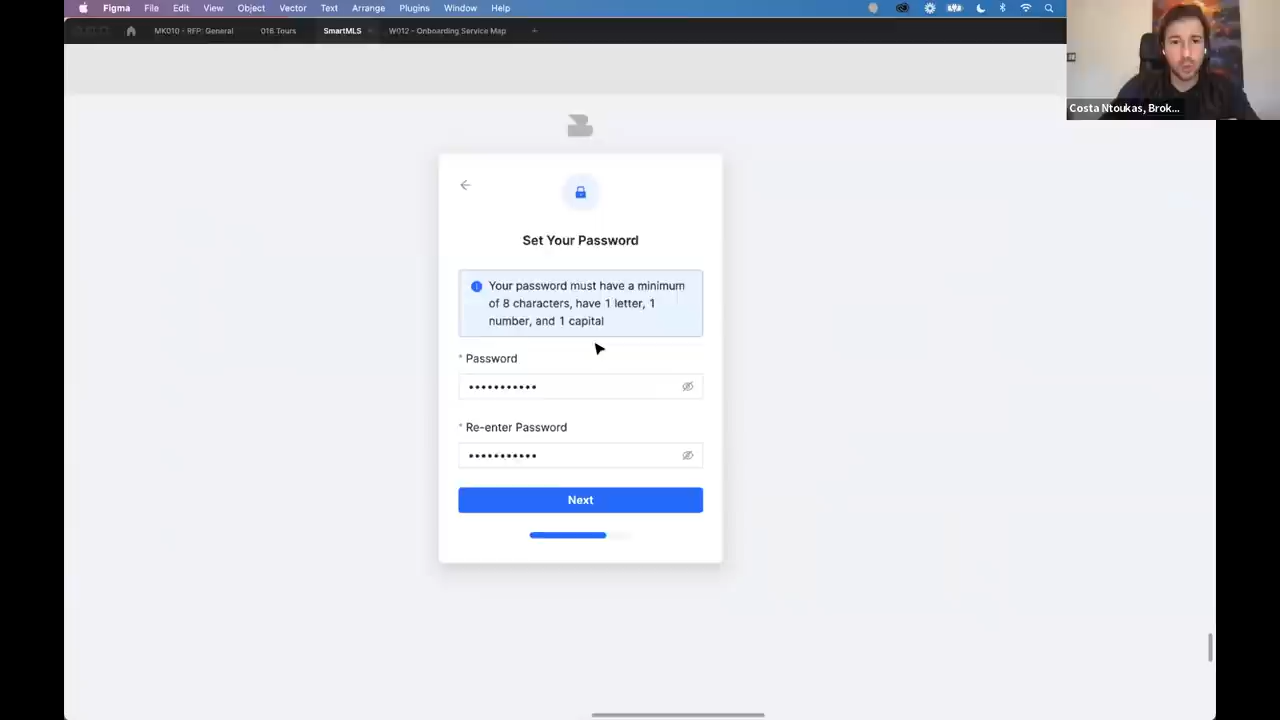 Figma File Edit View Object Vector Text Arrange Plugins Window Help
MK010 - RFP: General 016 Tours SmartMLS W012 - Onboarding Service Map
Costa Ntoukas, Brok...
Set Your Password
Your password must have a minimum
of 8 characters, have 1 letter, 1
number, and 1 capital
* Password
* Re-enter Password
Next